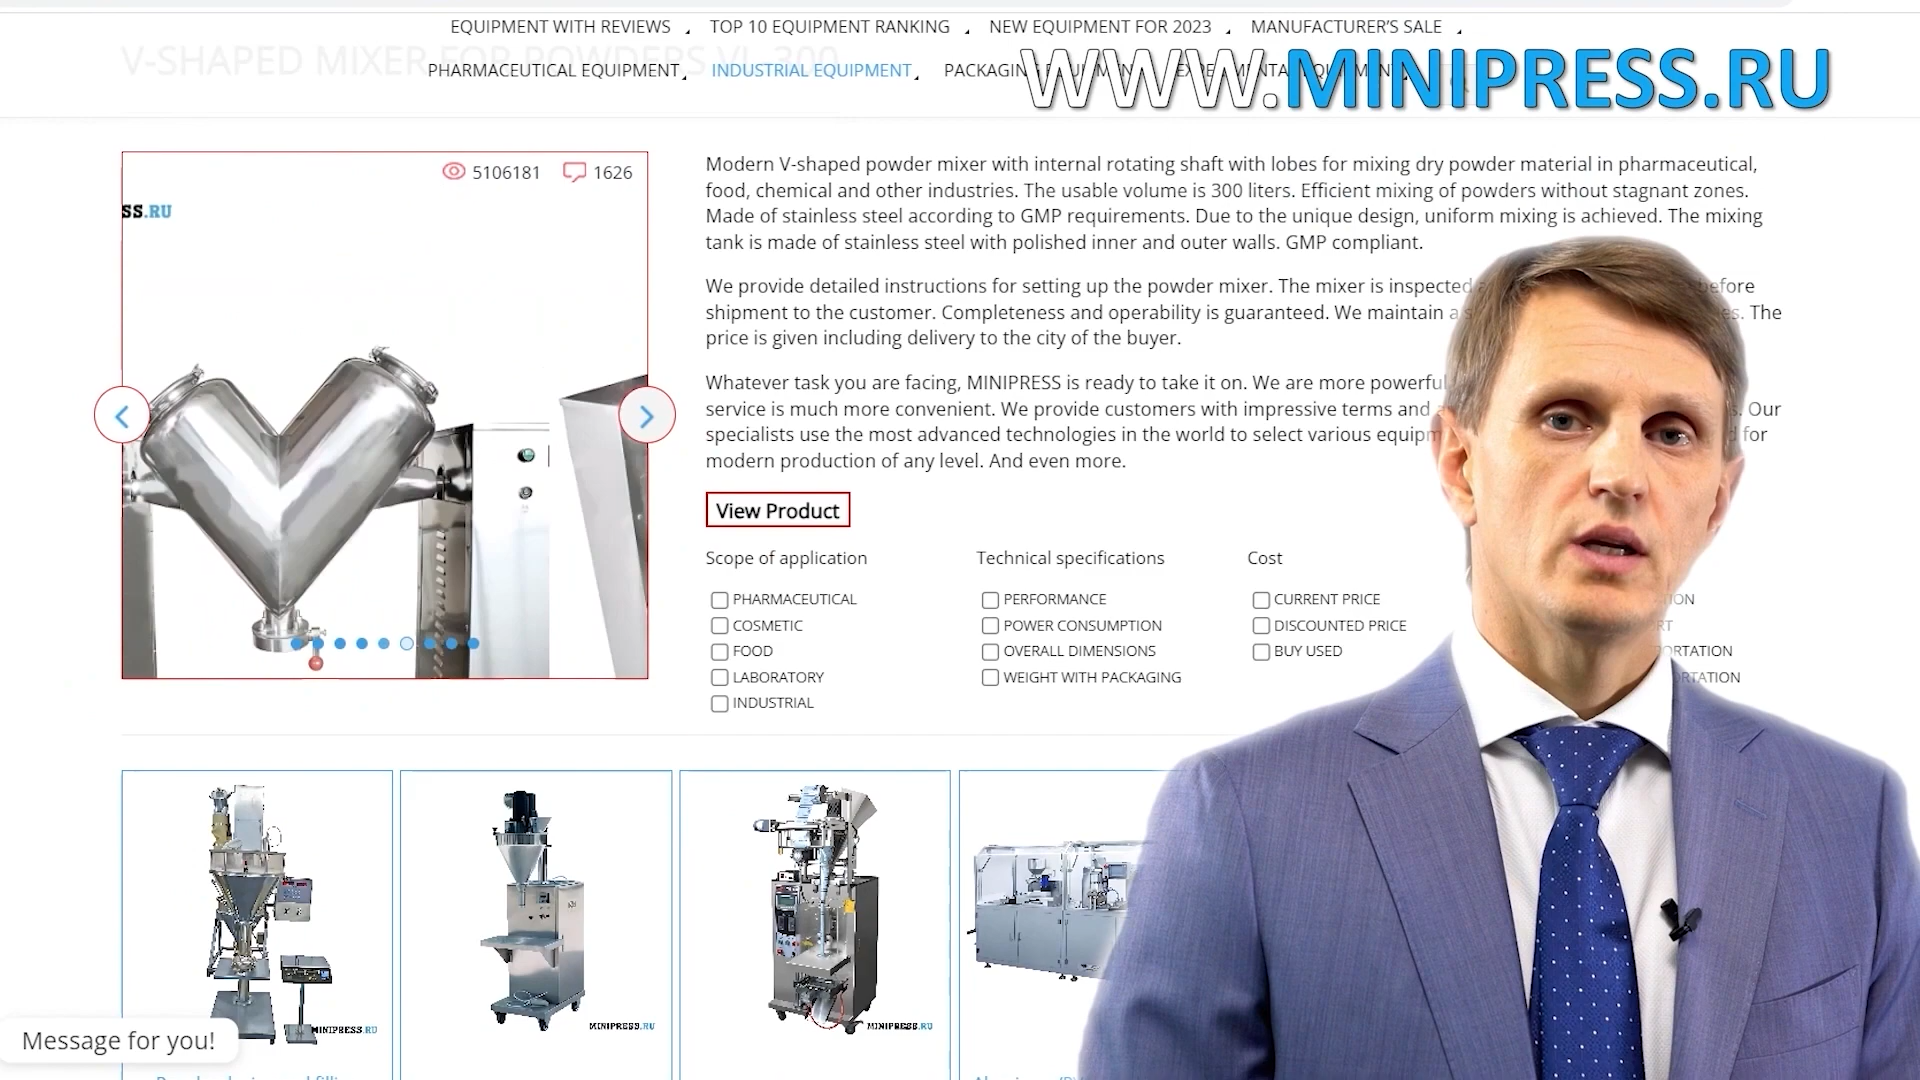 EQUIPMENT WITH REVIEWS TOP 10 EQUIPMENT RANKING NEW EQUIPMENT FOR 2023 MANUFACTURER'S SALE
V-SHAPED MIXER FOR POWDERS VL-300
PHARMACEUTICAL EQUIPMENT INDUSTRIAL EQUIPMENT
WWW.MINIPRESS.RU
5106181 1626
SS.RU
Modern V-shaped powder mixer with internal rotating shaft with lobes for mixing dry powder material in pharmaceutical,
food, chemical and other industries. The usable volume is 300 liters. Efficient mixing of powders without stagnant zones.
Made of stainless steel according to GMP requirements. Due to the unique design, uniform mixing is achieved. The mixing
tank is made of stainless steel with polished inner and outer walls. GMP compliant.
We provide detailed instructions for setting up the powder mixer. The mixer is inspected before
shipment to the customer. Completeness and operability is guaranteed. We maintain a The
price is given including delivery to the city of the buyer.
Whatever task you are facing, MINIPRESS is ready to take it on. We are more powerful
service is much more convenient. We provide customers with impressive terms and Our
specialists use the most advanced technologies in the world to select various for
modern production of any level. And even more.
View Product
Scope of application Technical specifications Cost
PHARMACEUTICAL PERFORMANCE CURRENT PRICE
COSMETIC POWER CONSUMPTION DISCOUNTED PRICE
FOOD OVERALL DIMENSIONS BUY USED
LABORATORY WEIGHT WITH PACKAGING
INDUSTRIAL
MINIPRESS.RU MINIPRESS.RU MINIPRESS.RU
Message for you!